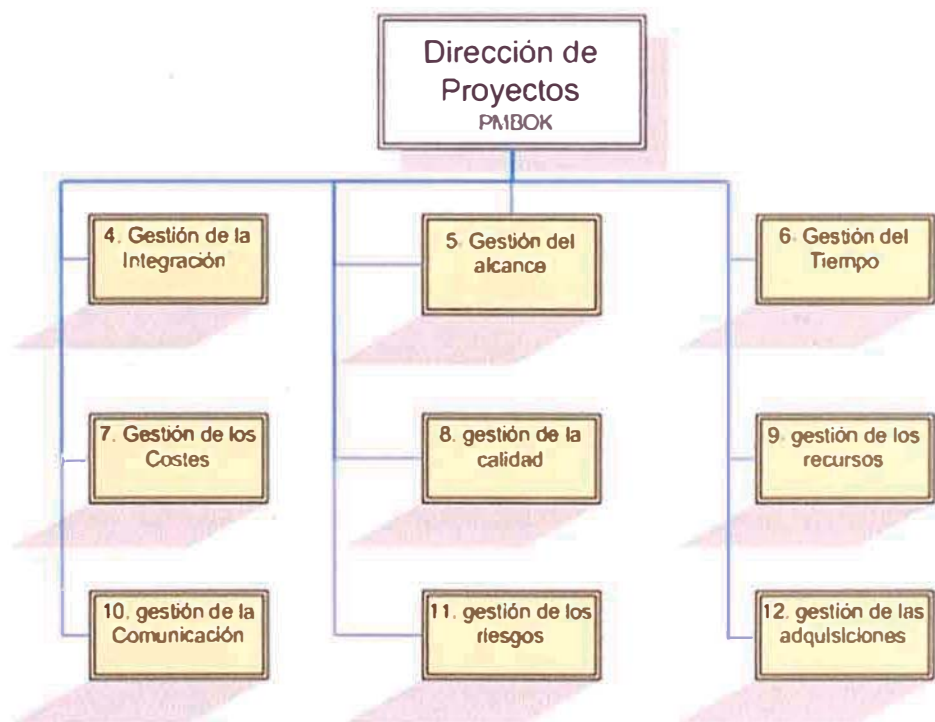 Dirección de
Proyectos
PMBOK
4. Gestión de la
Integración
5. Gestión del
alcance
6. Gestión del
Tiempo
7. Gestión de los
Costes
8. gestión de la
calidad
9. gestión de los
recursos
10. gestión de la
Comunicación
11. gestión de los
riesgos
12. gestión de las
adquisiciones